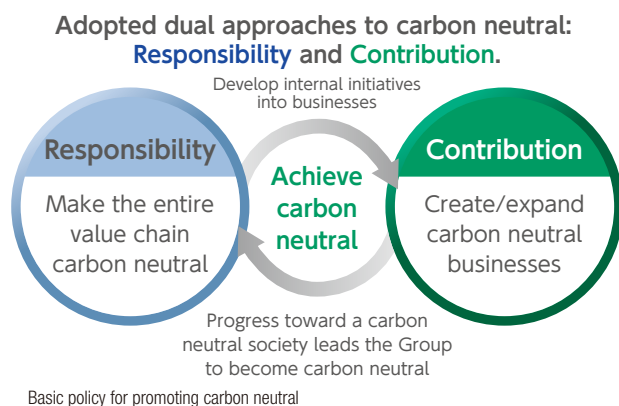 Adopted dual approaches to carbon neutral:
Responsibility and Contribution.
Develop internal initiatives
into businesses
Responsibility
Make the entire
value chain
carbon neutral
Achieve
carbon
neutral
Contribution
Create/expand
carbon neutral
businesses
Progress toward a carbon
neutral society leads the Group
to become carbon neutral
Basic policy for promoting carbon neutral